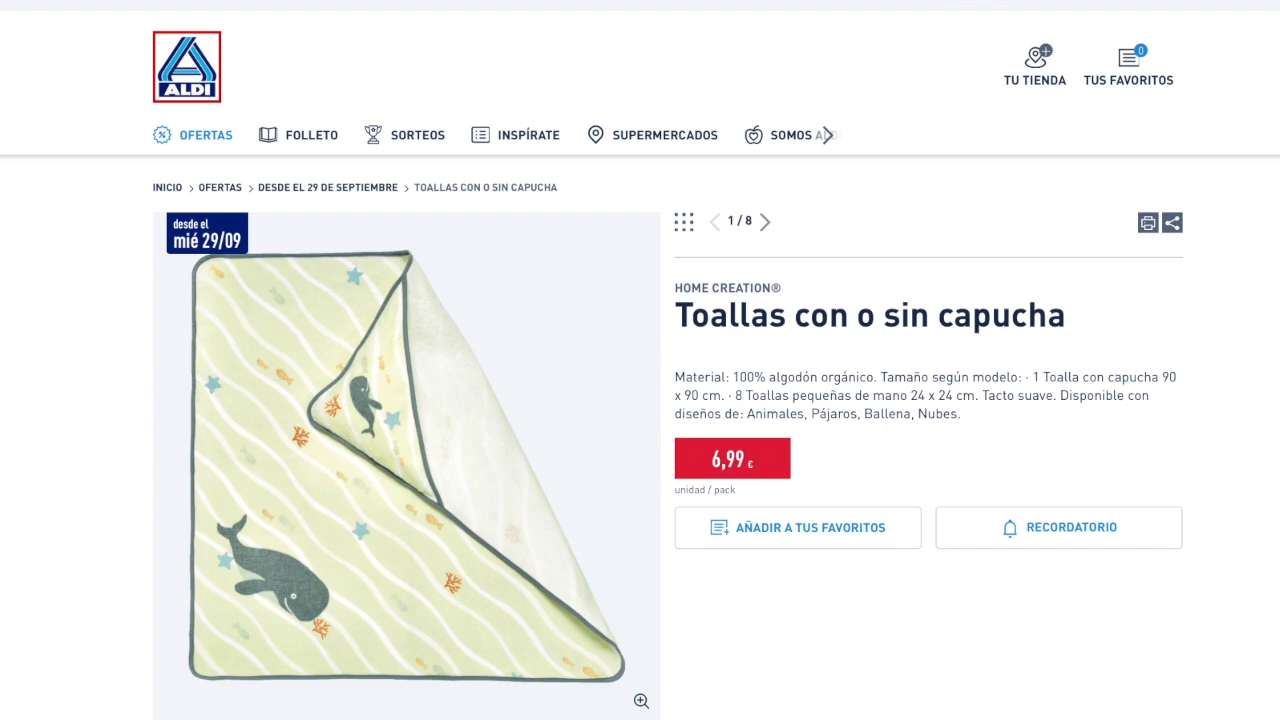 ALDI
TU TIENDA
0
TUS FAVORITOS
OFERTAS
FOLLETO
SORTEOS
INSPÍRATE
SUPERMERCADOS
SOMOS ALDI
INICIO > OFERTAS > DESDE EL 29 DE SEPTIEMBRE > TOALLAS CON O SIN CAPUCHA
desde el
mié 29/09
1 / 8
HOME CREATION®
Toallas con o sin capucha
Material: 100% algodón orgánico. Tamaño según modelo: · 1 Toalla con capucha 90
x 90 cm. · 8 Toallas pequeñas de mano 24 x 24 cm. Tacto suave. Disponible con
diseños de: Animales, Pájaros, Ballena, Nubes.
6,99 €
unidad / pack
AÑADIR A TUS FAVORITOS
RECORDATORIO